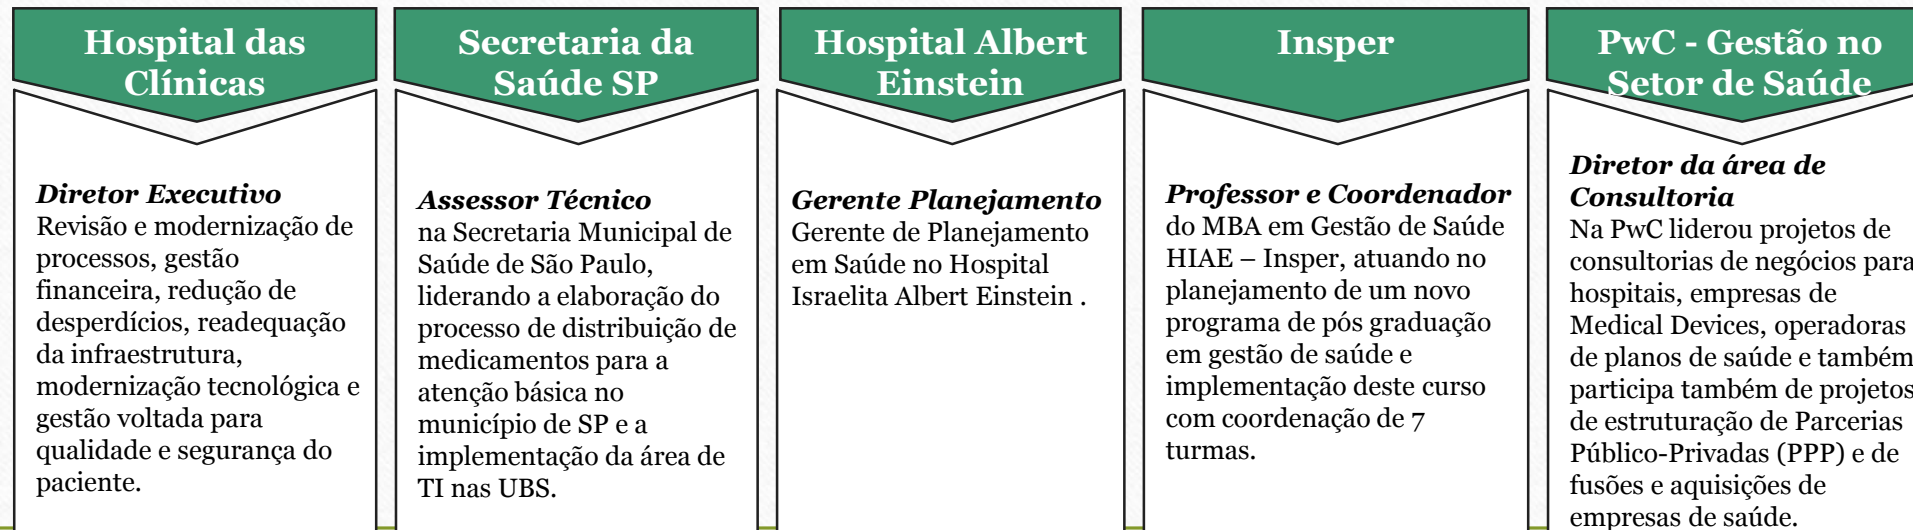 Hospital das
Clínicas
Diretor Executivo
Revisão e modernização de
processos, gestão
financeira, redução de
desperdícios, readequação
da infraestrutura,
modernização tecnológica e
gestão voltada para
qualidade e segurança do
paciente.
Secretaria da
Saúde SP
Assessor Técnico
na Secretaria Municipal de
Saúde de São Paulo,
liderando a elaboração do
processo de distribuição de
medicamentos para a
atenção básica no
município de SP e a
implementação da área de
TI nas UBS.
Hospital Albert
Einstein
Gerente Planejamento
Gerente de Planejamento
em Saúde no Hospital
Israelita Albert Einstein .
Insper
Professor e Coordenador
do MBA em Gestão de Saúde
HIAE – Insper, atuando no
planejamento de um novo
programa de pós graduação
em gestão de saúde e
implementação deste curso
com coordenação de 7
turmas.
PwC - Gestão no
Setor de Saúde
Diretor da área de
Consultoria
Na PwC liderou projetos de
consultorias de negócios para
hospitais, empresas de
Medical Devices, operadoras
de planos de saúde e também
participa também de projetos
de estruturação de Parcerias
Público-Privadas (PPP) e de
fusões e aquisições de
empresas de saúde.